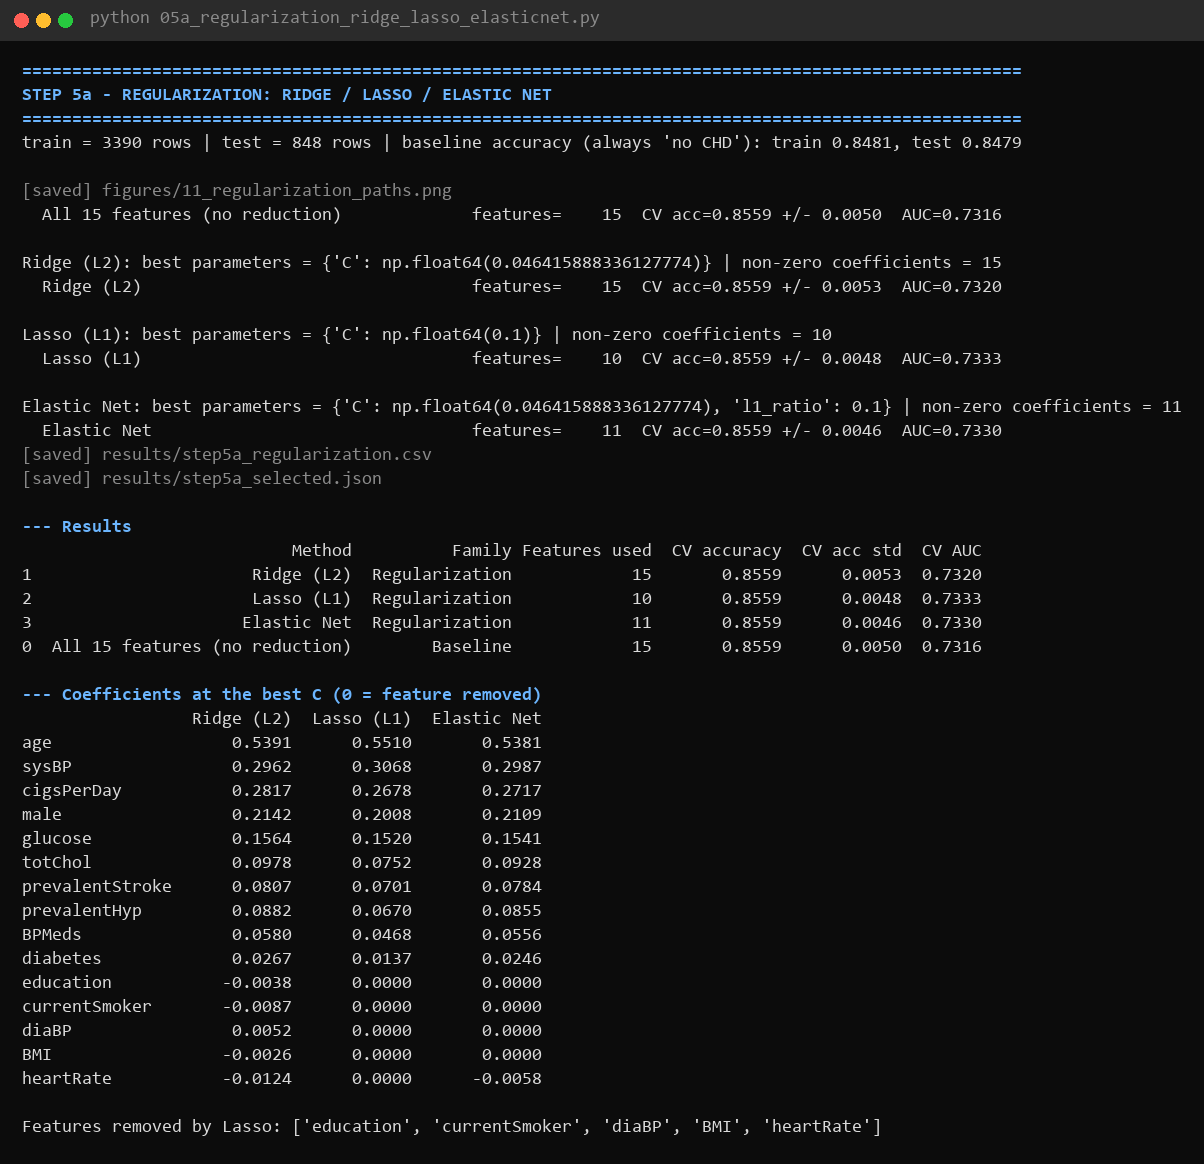 python 05a_regularization_ridge_lasso_elasticnet.py
====================================================================================================
STEP 5a - REGULARIZATION: RIDGE / LASSO / ELASTIC NET
====================================================================================================
train = 3390 rows | test = 848 rows | baseline accuracy (always 'no CHD'): train 0.8481, test 0.8479
[saved] figures/11_regularization_paths.png
  All 15 features (no reduction)             features=    15  CV acc=0.8559 +/- 0.0050  AUC=0.7316
Ridge (L2): best parameters = {'C': np.float64(0.046415888336127774)} | non-zero coefficients = 15
  Ridge (L2)                                 features=    15  CV acc=0.8559 +/- 0.0053  AUC=0.7320
Lasso (L1): best parameters = {'C': np.float64(0.1)} | non-zero coefficients = 10
  Lasso (L1)                                 features=    10  CV acc=0.8559 +/- 0.0048  AUC=0.7333
Elastic Net: best parameters = {'C': np.float64(0.046415888336127774), 'l1_ratio': 0.1} | non-zero coefficients = 11
  Elastic Net                                features=    11  CV acc=0.8559 +/- 0.0046  AUC=0.7330
[saved] results/step5a_regularization.csv
[saved] results/step5a_selected.json
--- Results
                           Method          Family Features used  CV accuracy  CV acc std  CV AUC
1                      Ridge (L2)  Regularization            15       0.8559      0.0053  0.7320
2                      Lasso (L1)  Regularization            10       0.8559      0.0048  0.7333
3                     Elastic Net  Regularization            11       0.8559      0.0046  0.7330
0  All 15 features (no reduction)        Baseline            15       0.8559      0.0050  0.7316
--- Coefficients at the best C (0 = feature removed)
                 Ridge (L2)  Lasso (L1)  Elastic Net
age                  0.5391      0.5510       0.5381
sysBP                0.2962      0.3068       0.2987
cigsPerDay           0.2817      0.2678       0.2717
male                 0.2142      0.2008       0.2109
glucose              0.1564      0.1520       0.1541
totChol              0.0978      0.0752       0.0928
prevalentStroke      0.0807      0.0701       0.0784
prevalentHyp         0.0882      0.0670       0.0855
BPMeds               0.0580      0.0468       0.0556
diabetes             0.0267      0.0137       0.0246
education           -0.0038      0.0000       0.0000
currentSmoker       -0.0087      0.0000       0.0000
diaBP                0.0052      0.0000       0.0000
BMI                 -0.0026      0.0000       0.0000
heartRate           -0.0124      0.0000      -0.0058
Features removed by Lasso: ['education', 'currentSmoker', 'diaBP', 'BMI', 'heartRate']